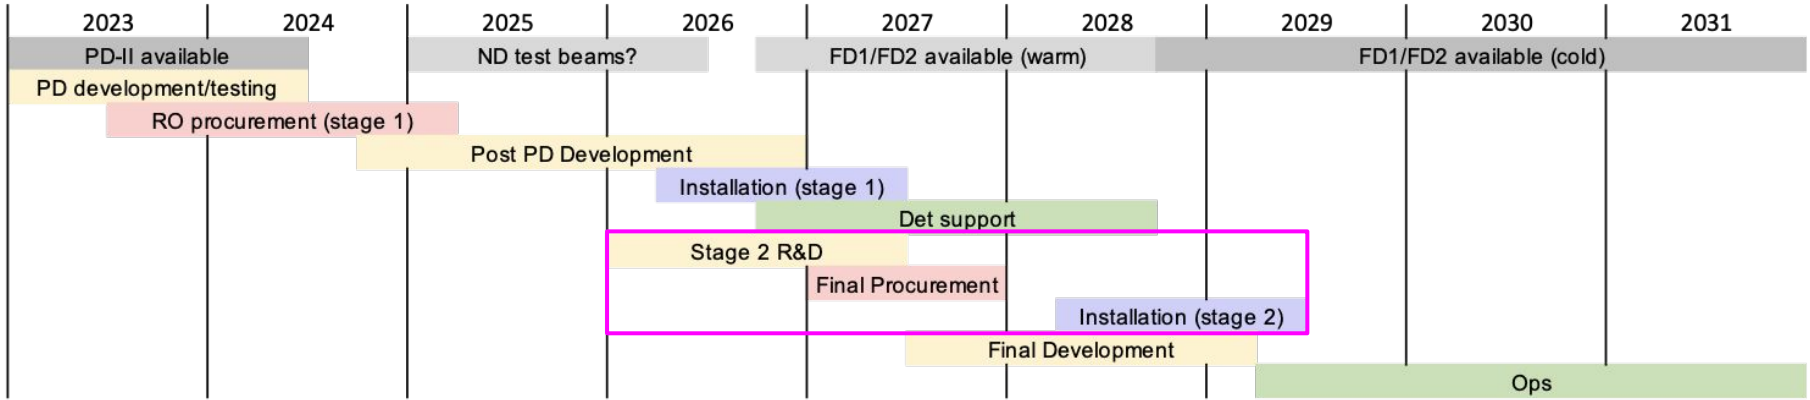 2023 2024 2025 2026 2027 2028 2029 2030 2031
PD-II available ND test beams? FD1/FD2 available (warm) FD1/FD2 available (cold)
PD development/testing
RO procurement (stage 1)
Post PD Development
Installation (stage 1)
Det support
Stage 2 R&D
Final Procurement
Installation (stage 2)
Final Development
Ops